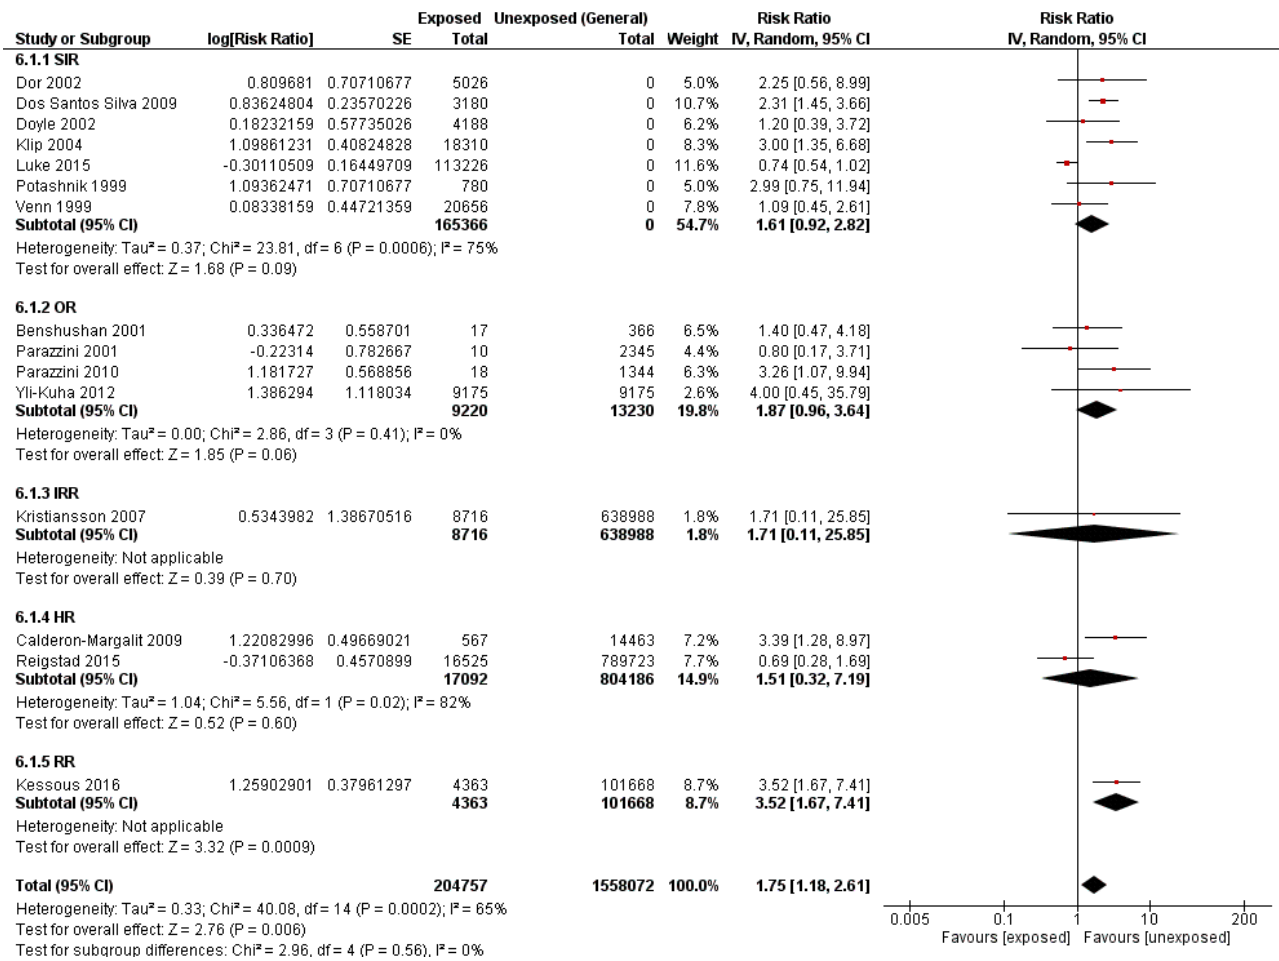 Exposed Unexposed (General) Risk Ratio Risk Ratio
Study or Subgroup log[Risk Ratio] SE Total Total Weight IV, Random, 95% CI IV, Random, 95% CI
6.1.1 SIR
Dor 2002 0.809681 0.70710677 5026 0 5.0% 2.25 [0.56, 8.99]
Dos Santos Silva 2009 0.83624804 0.23570226 3180 0 10.7% 2.31 [1.45, 3.66]
Doyle 2002 0.18232159 0.57735026 4188 0 6.2% 1.20 [0.39, 3.72]
Klip 2004 1.09861231 0.40824828 18310 0 8.3% 3.00 [1.35, 6.68]
Luke 2015 -0.30110509 0.16449709 113226 0 11.6% 0.74 [0.54, 1.02]
Potashnik 1999 1.09362471 0.70710677 780 0 5.0% 2.99 [0.75, 11.94]
Venn 1999 0.08338159 0.44721359 20656 0 7.8% 1.09 [0.45, 2.61]
Subtotal (95% CI) 165366 0 54.7% 1.61 [0.92, 2.82]
Heterogeneity: Tau² = 0.37; Chi² = 23.81, df = 6 (P = 0.0006); I² = 75%
Test for overall effect: Z = 1.68 (P = 0.09)
6.1.2 OR
Benshushan 2001 0.336472 0.558701 17 366 6.5% 1.40 [0.47, 4.18]
Parazzini 2001 -0.22314 0.782667 10 2345 4.4% 0.80 [0.17, 3.71]
Parazzini 2010 1.181727 0.568856 18 1344 6.3% 3.26 [1.07, 9.94]
Yli-Kuha 2012 1.386294 1.118034 9175 9175 2.6% 4.00 [0.45, 35.79]
Subtotal (95% CI) 9220 13230 19.8% 1.87 [0.96, 3.64]
Heterogeneity: Tau² = 0.00; Chi² = 2.86, df = 3 (P = 0.41); I² = 0%
Test for overall effect: Z = 1.85 (P = 0.06)
6.1.3 IRR
Kristiansson 2007 0.5343982 1.38670516 8716 638988 1.8% 1.71 [0.11, 25.85]
Subtotal (95% CI) 8716 638988 1.8% 1.71 [0.11, 25.85]
Heterogeneity: Not applicable
Test for overall effect: Z = 0.39 (P = 0.70)
6.1.4 HR
Calderon-Margalit 2009 1.22082996 0.49669021 567 14463 7.2% 3.39 [1.28, 8.97]
Reigstad 2015 -0.37106368 0.4570899 16525 789723 7.7% 0.69 [0.28, 1.69]
Subtotal (95% CI) 17092 804186 14.9% 1.51 [0.32, 7.19]
Heterogeneity: Tau² = 1.04; Chi² = 5.56, df = 1 (P = 0.02); I² = 82%
Test for overall effect: Z = 0.52 (P = 0.60)
6.1.5 RR
Kessous 2016 1.25902901 0.37961297 4363 101668 8.7% 3.52 [1.67, 7.41]
Subtotal (95% CI) 4363 101668 8.7% 3.52 [1.67, 7.41]
Heterogeneity: Not applicable
Test for overall effect: Z = 3.32 (P = 0.0009)
Total (95% CI) 204757 1558072 100.0% 1.75 [1.18, 2.61]
Heterogeneity: Tau² = 0.33; Chi² = 40.08, df = 14 (P = 0.0002); I² = 65%
Test for overall effect: Z = 2.76 (P = 0.006)
Test for subgroup differences: Chi² = 2.96, df = 4 (P = 0.56), I² = 0%
0.005 0.1 1 10 200
Favours [exposed] Favours [unexposed]